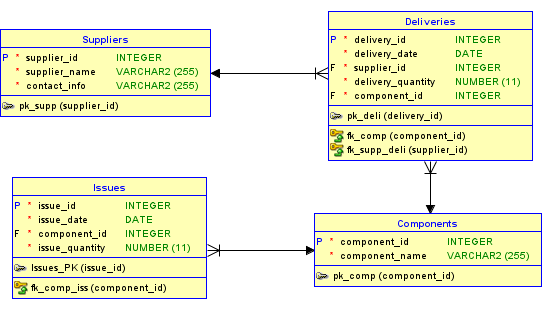 Suppliers
P * supplier_id INTEGER
* supplier_name VARCHAR2 (255)
* contact_info VARCHAR2 (255)
pk_supp (supplier_id)
Deliveries
P * delivery_id INTEGER
* delivery_date DATE
F * supplier_id INTEGER
* delivery_quantity NUMBER (11)
F * component_id INTEGER
pk_deli (delivery_id)
fk_comp (component_id)
fk_supp_deli (supplier_id)
Issues
P * issue_id INTEGER
* issue_date DATE
F * component_id INTEGER
* issue_quantity NUMBER (11)
Issues_PK (issue_id)
fk_comp_iss (component_id)
Components
P * component_id INTEGER
* component_name VARCHAR2 (255)
pk_comp (component_id)